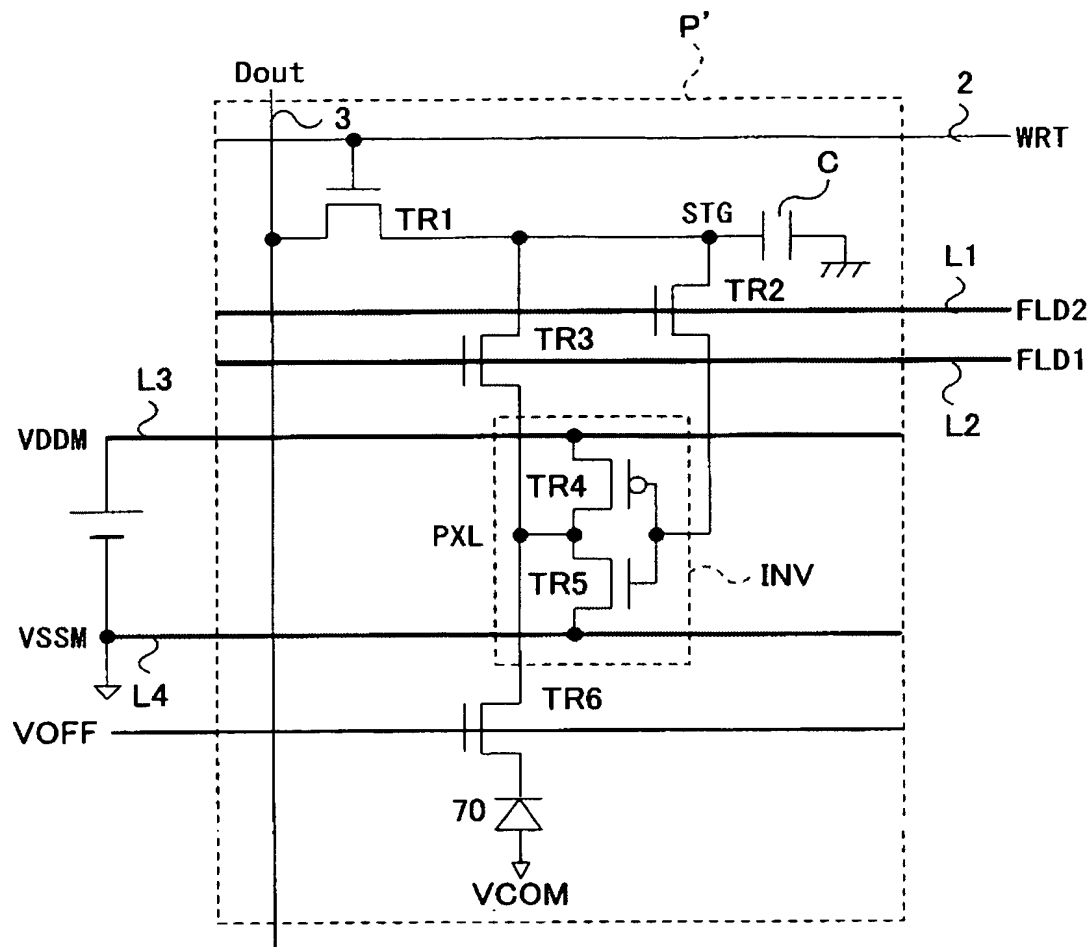 P'
Dout
3
2
WRT
C
TR1
STG
L1
TR2
FLD2
TR3
FLD1
L3
L2
VDDM
TR4
PXL
TR5
INV
VSSM
L4
TR6
VOFF
70
VCOM